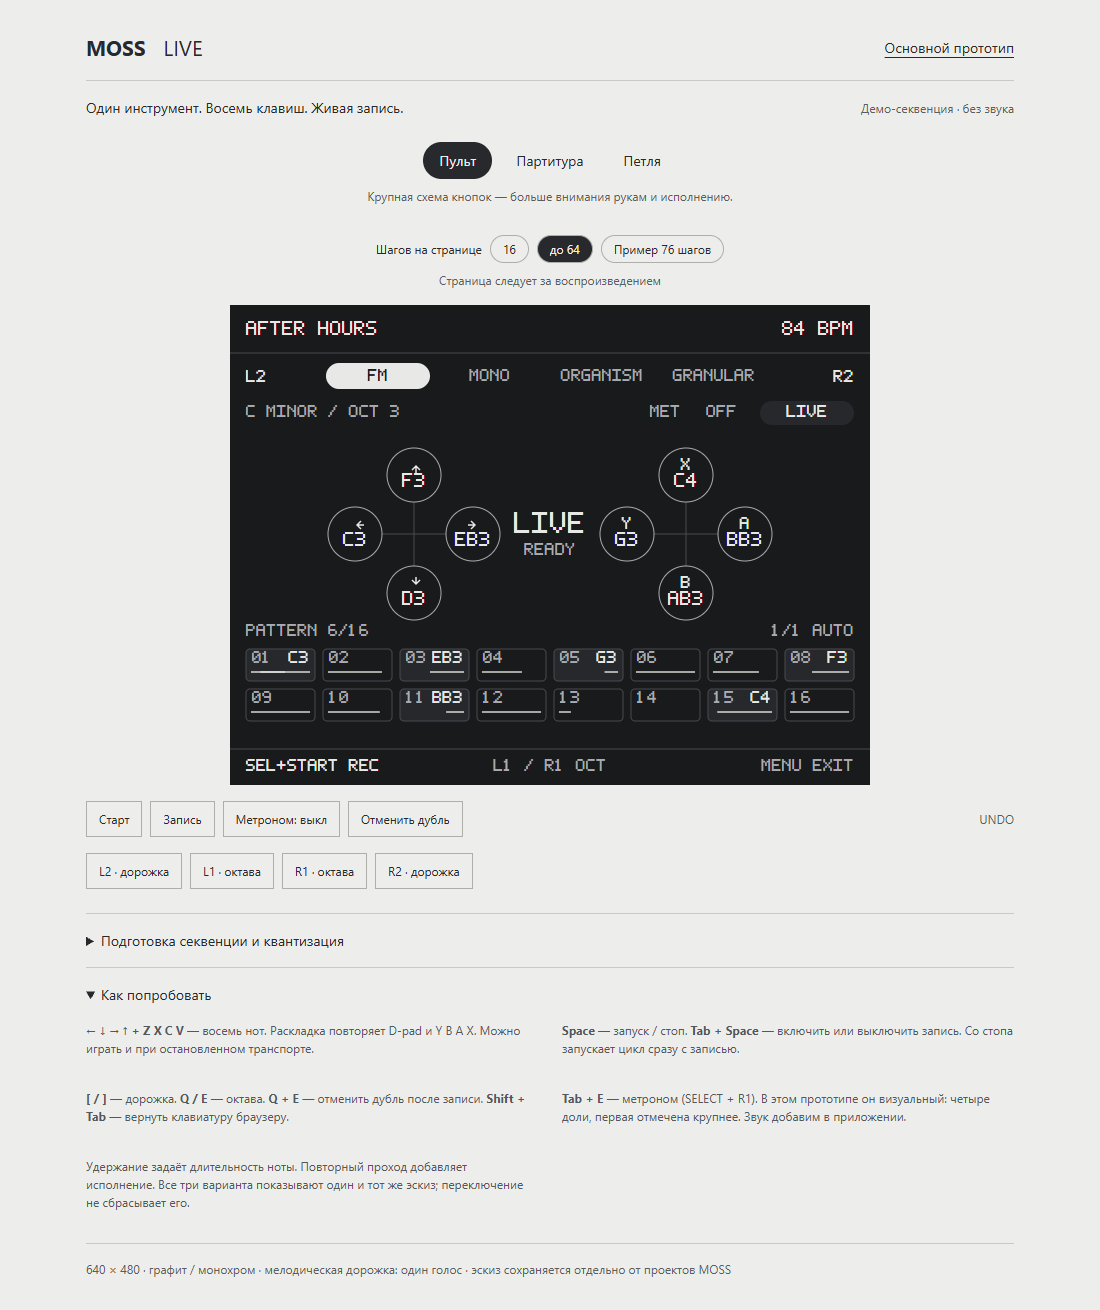 MOSS LIVE
Основной прототип
Один инструмент. Восемь клавиш. Живая запись.
Демо-секвенция · без звука
Пульт Партитура Петля
Крупная схема кнопок — больше внимания рукам и исполнению.
Шагов на странице 16 до 64 Пример 76 шагов
Страница следует за воспроизведением
AFTER HOURS 84 BPM
L2 FM MONO ORGANISM GRANULAR R2
C MINOR / OCT 3 MET OFF LIVE
↑ F3
X C4
← C3
→ EB3
LIVE
READY
Y G3
A BB3
↓ D3
B AB3
PATTERN 6/16 1/1 AUTO
01 C3 02 03 EB3 04 05 G3 06 07 08 F3
09 10 11 BB3 12 13 14 15 C4 16
SEL+START REC L1 / R1 OCT MENU EXIT
Старт Запись Метроном: выкл Отменить дубль UNDO
L2 · дорожка L1 · октава R1 · октава R2 · дорожка
▶ Подготовка секвенции и квантизация
▼ Как попробовать
← ↓ → ↑ + Z X C V — восемь нот. Раскладка повторяет D-pad и Y B A X. Можно
играть и при остановленном транспорте.
Space — запуск / стоп. Tab + Space — включить или выключить запись. Со стопа
запускает цикл сразу с записью.
[ / ] — дорожка. Q / E — октава. Q + E — отменить дубль после записи. Shift +
Tab — вернуть клавиатуру браузеру.
Tab + E — метроном (SELECT + R1). В этом прототипе он визуальный: четыре
доли, первая отмечена крупнее. Звук добавим в приложении.
Удержание задаёт длительность ноты. Повторный проход добавляет
исполнение. Все три варианта показывают один и тот же эскиз; переключение
не сбрасывает его.
640 × 480 · графит / монохром · мелодическая дорожка: один голос · эскиз сохраняется отдельно от проектов MOSS